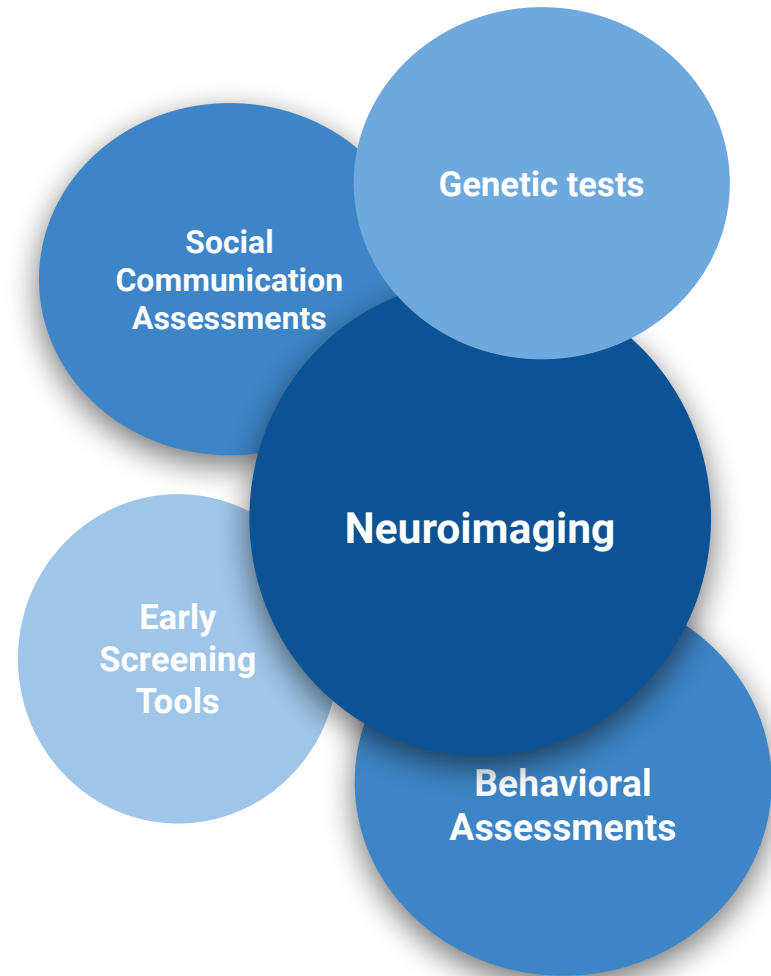 Genetic tests
Social
Communication
Assessments
Neuroimaging
Early
Screening
Tools
Behavioral
Assessments